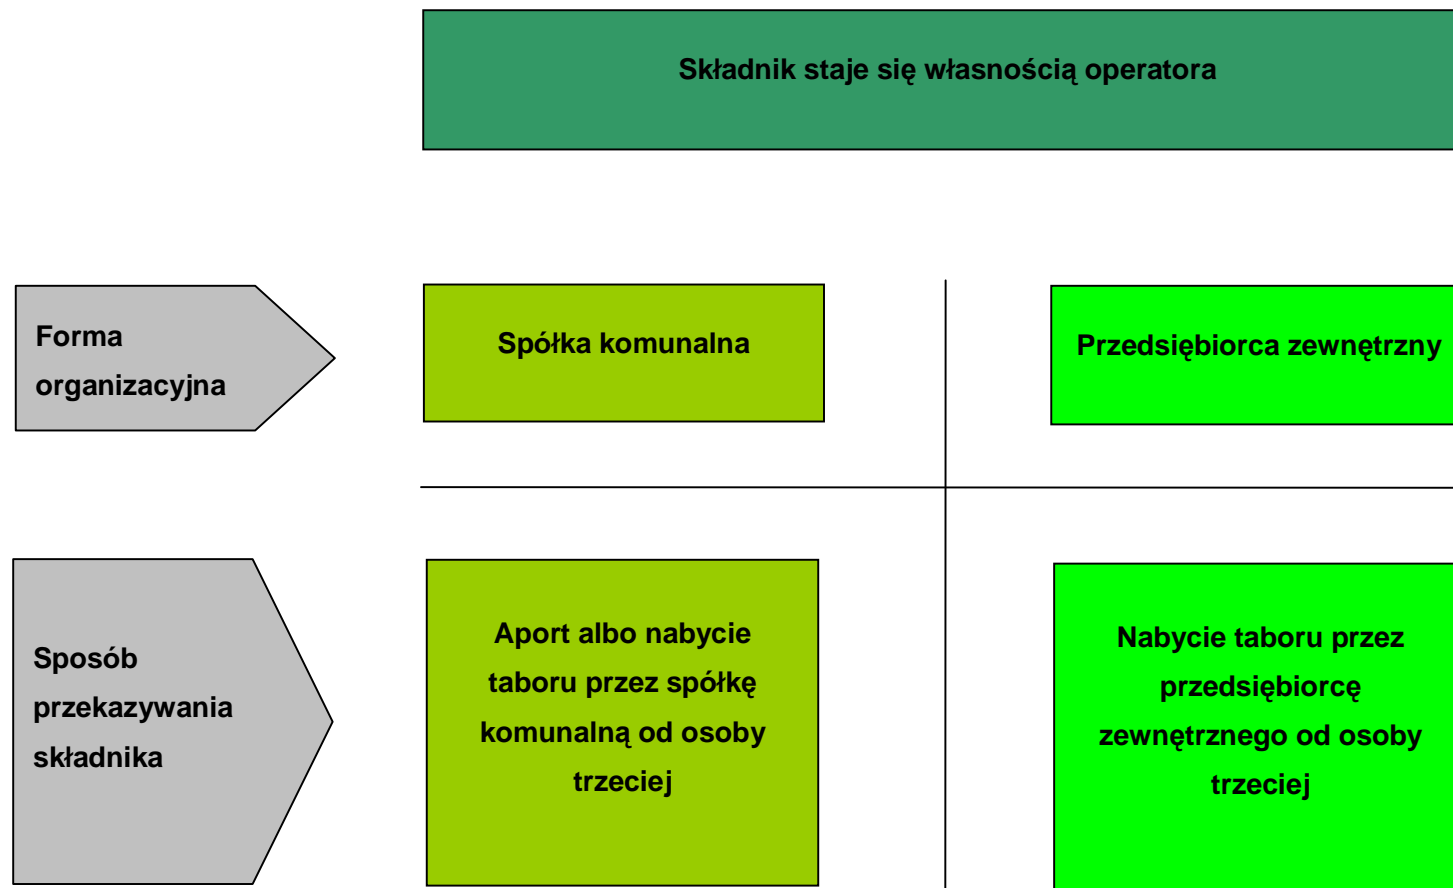 Składnik staje się własnością operatora
Forma
organizacyjna
Spółka komunalna
Przedsiębiorca zewnętrzny
Sposób
przekazywania
składnika
Aport albo nabycie
taboru przez spółkę
komunalną od osoby
trzeciej
Nabycie taboru przez
przedsiębiorcę
zewnętrznego od osoby
trzeciej